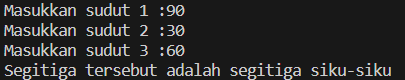 Masukkan sudut 1 :90
Masukkan sudut 2 :30
Masukkan sudut 3 :60
Segitiga tersebut adalah segitiga siku-siku